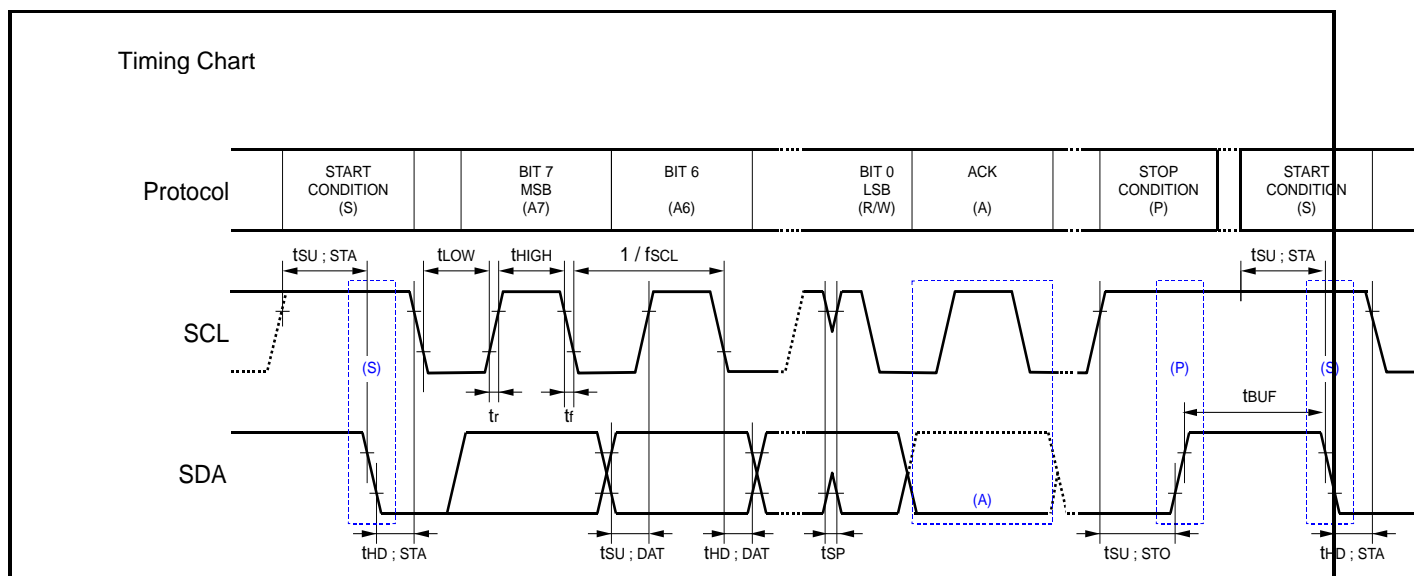 Timing Chart
Protocol
START
CONDITION
(S)
BIT 7
MSB
(A7)
BIT 6
(A6)
BIT 0
LSB
(R/W)
ACK
(A)
STOP
CONDITION
(P)
START
CONDITION
(S)
tSU ; STA
tLOW
tHIGH
1 / fSCL
tSU ; STA
SCL
(S)
(P)
(S)
tr
tf
tBUF
SDA
(A)
tHD ; STA
tSU ; DAT
tHD ; DAT
tSP
tSU ; STO
tHD ; STA